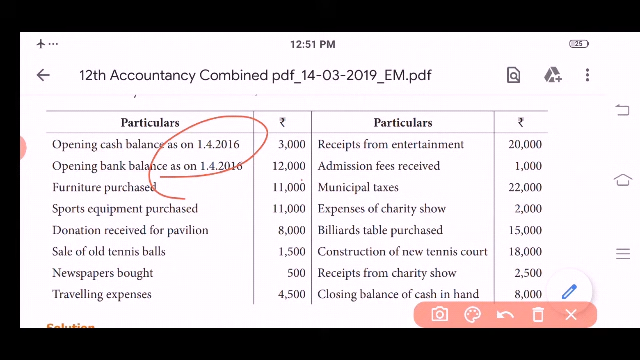 12:51 PM
25
12th Accountancy Combined pdf_14-03-2019_EM.pdf
Particulars ₹ Particulars ₹
Opening cash balance as on 1.4.2016 3,000 Receipts from entertainment 20,000
Opening bank balance as on 1.4.2016 12,000 Admission fees received 1,000
Furniture purchased 11,000 Municipal taxes 22,000
Sports equipment purchased 11,000 Expenses of charity show 2,000
Donation received for pavilion 8,000 Billiards table purchased 15,000
Sale of old tennis balls 1,500 Construction of new tennis court 18,000
Newspapers bought 500 Receipts from charity show 2,500
Travelling expenses 4,500 Closing balance of cash in hand 8,000
Solution